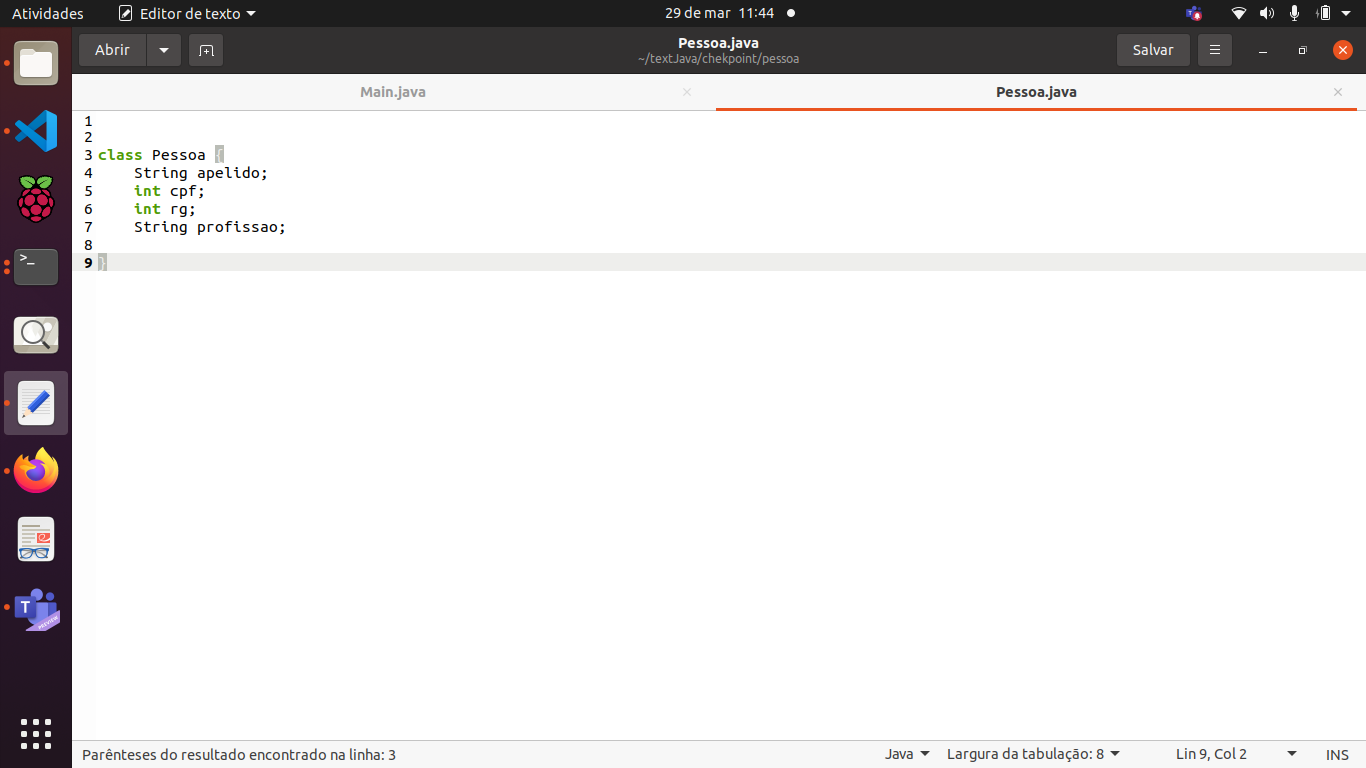 Atividades
Editor de texto
29 de mar 11:44
Abrir
Pessoa.java
~/textJava/chekpoint/pessoa
Salvar
Main.java
Pessoa.java
1
2
3 class Pessoa {
4 String apelido;
5 int cpf;
6 int rg;
7 String profissao;
8
9 }
>_
T
PREVIEW
Parênteses do resultado encontrado na linha: 3
Java
Largura da tabulação: 8
Lin 9, Col 2
INS